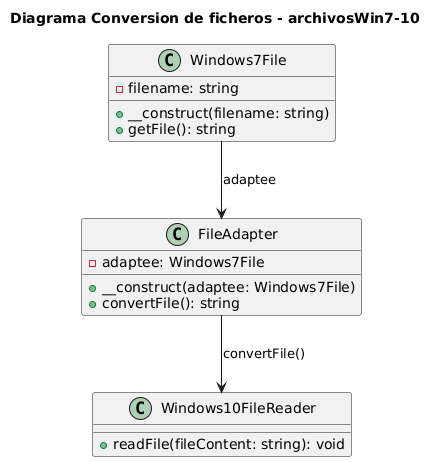 Diagrama Conversion de ficheros - archivosWin7-10
C Windows7File
filename: string
__construct(filename: string)
getFile(): string
adaptee
C FileAdapter
adaptee: Windows7File
__construct(adaptee: Windows7File)
convertFile(): string
convertFile()
C Windows10FileReader
readFile(fileContent: string): void